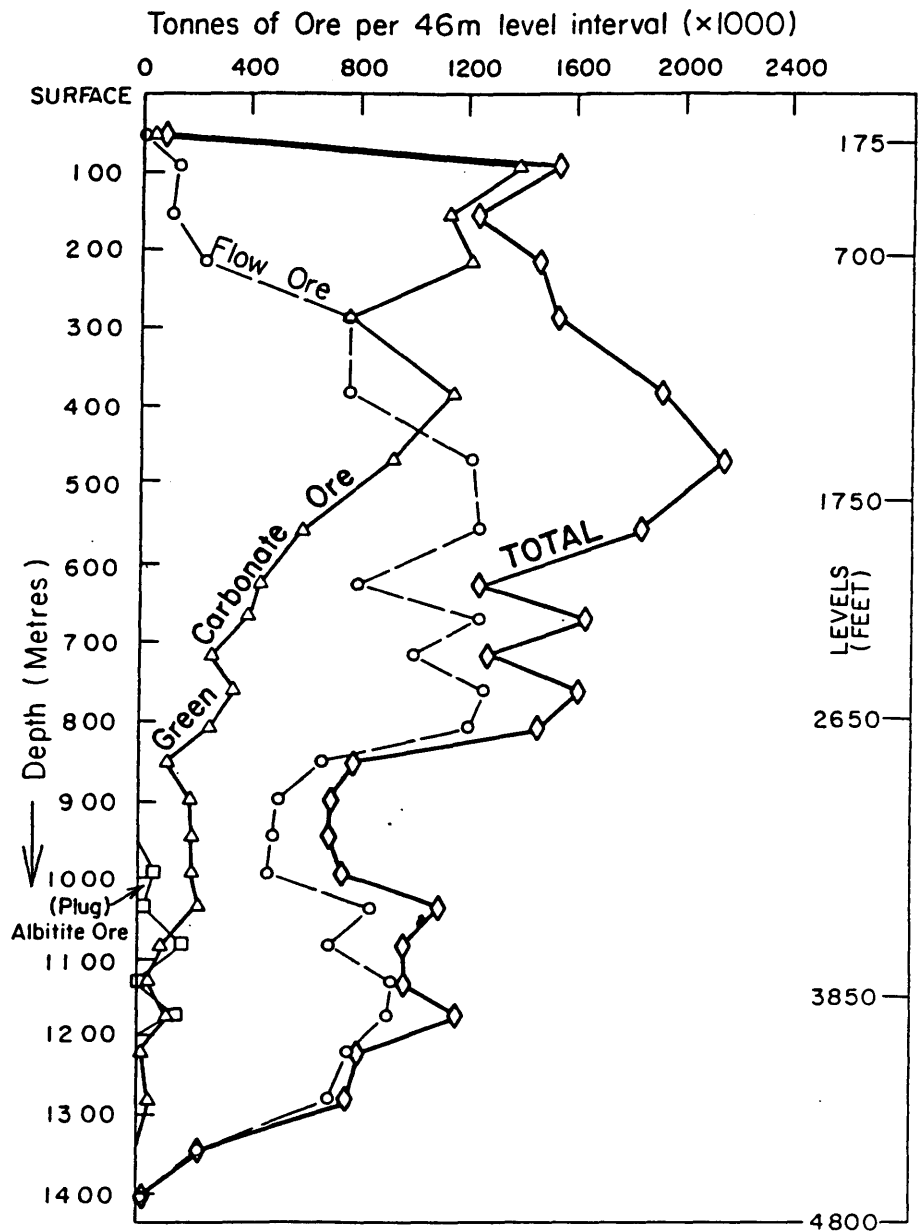 Tonnes of Ore per 46m level interval (×1000)
0 400 800 1200 1600 2000 2400
SURFACE
175
100
200
700
Flow Ore
300
400
500
1750
Carbonate Ore
TOTAL
600
LEVELS
(FEET)
700
Green
800
2650
Depth (Metres)
900
1000
(Plug)
Albitite Ore
1100
3850
1200
1300
1400
4800